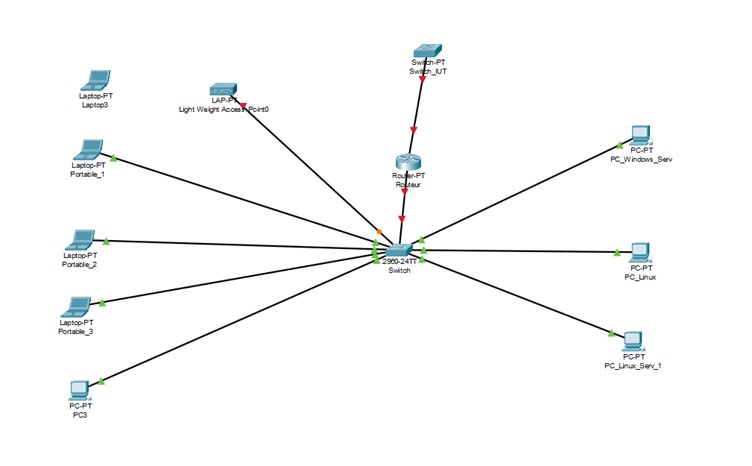 Switch-PT
Switch_IUT
Laptop-PT
Laptop3
LAP-PT
Light Weight Access Point0
PC-PT
PC_Windows_Serv
Laptop-PT
Portable_1
Router-PT
Routeur
Laptop-PT
Portable_2
2960-24TT
Switch
PC-PT
PC_Linux
Laptop-PT
Portable_3
PC-PT
PC_Linux_Serv_1
PC-PT
PC3